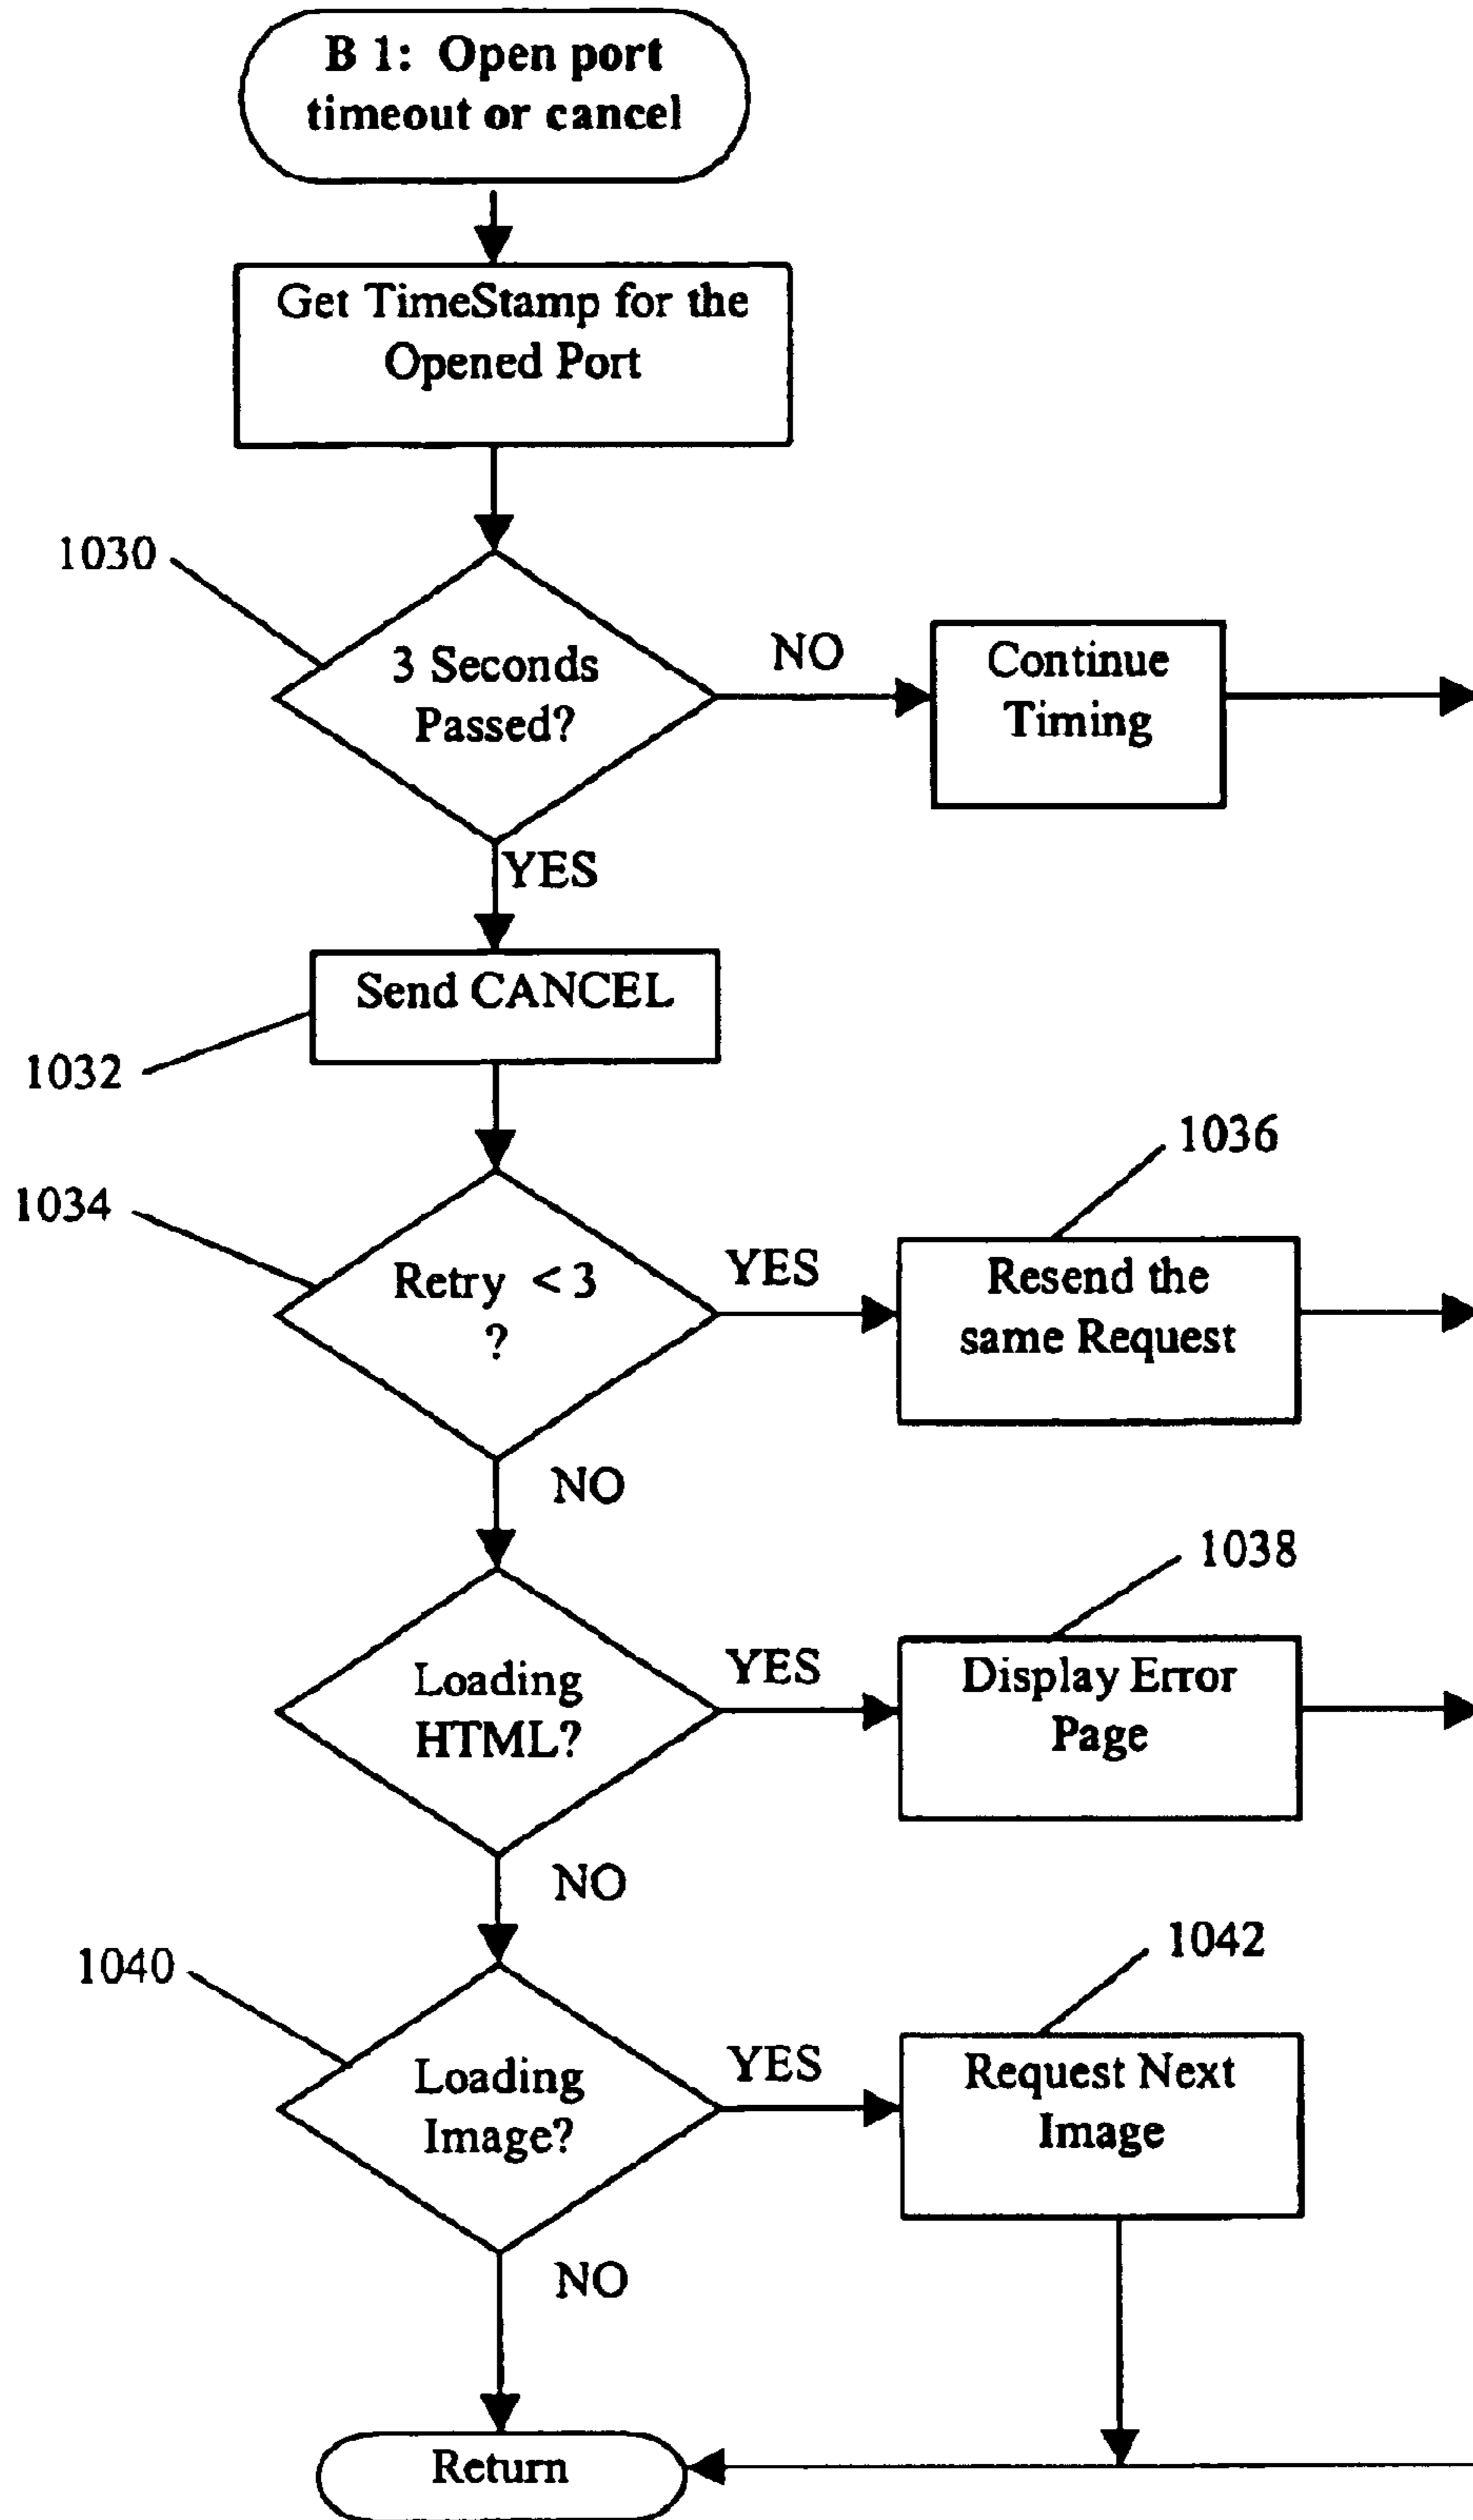 B 1: Open port
timeout or cancel
Get TimeStamp for the
Opened Port
1030
3 Seconds
Passed?
NO
Continue
Timing
YES
Send CANCEL
1032
1034
Retry < 3
?
YES
1036
Resend the
same Request
NO
Loading
HTML?
YES
1038
Display Error
Page
NO
1040
Loading
Image?
YES
1042
Request Next
Image
NO
Return